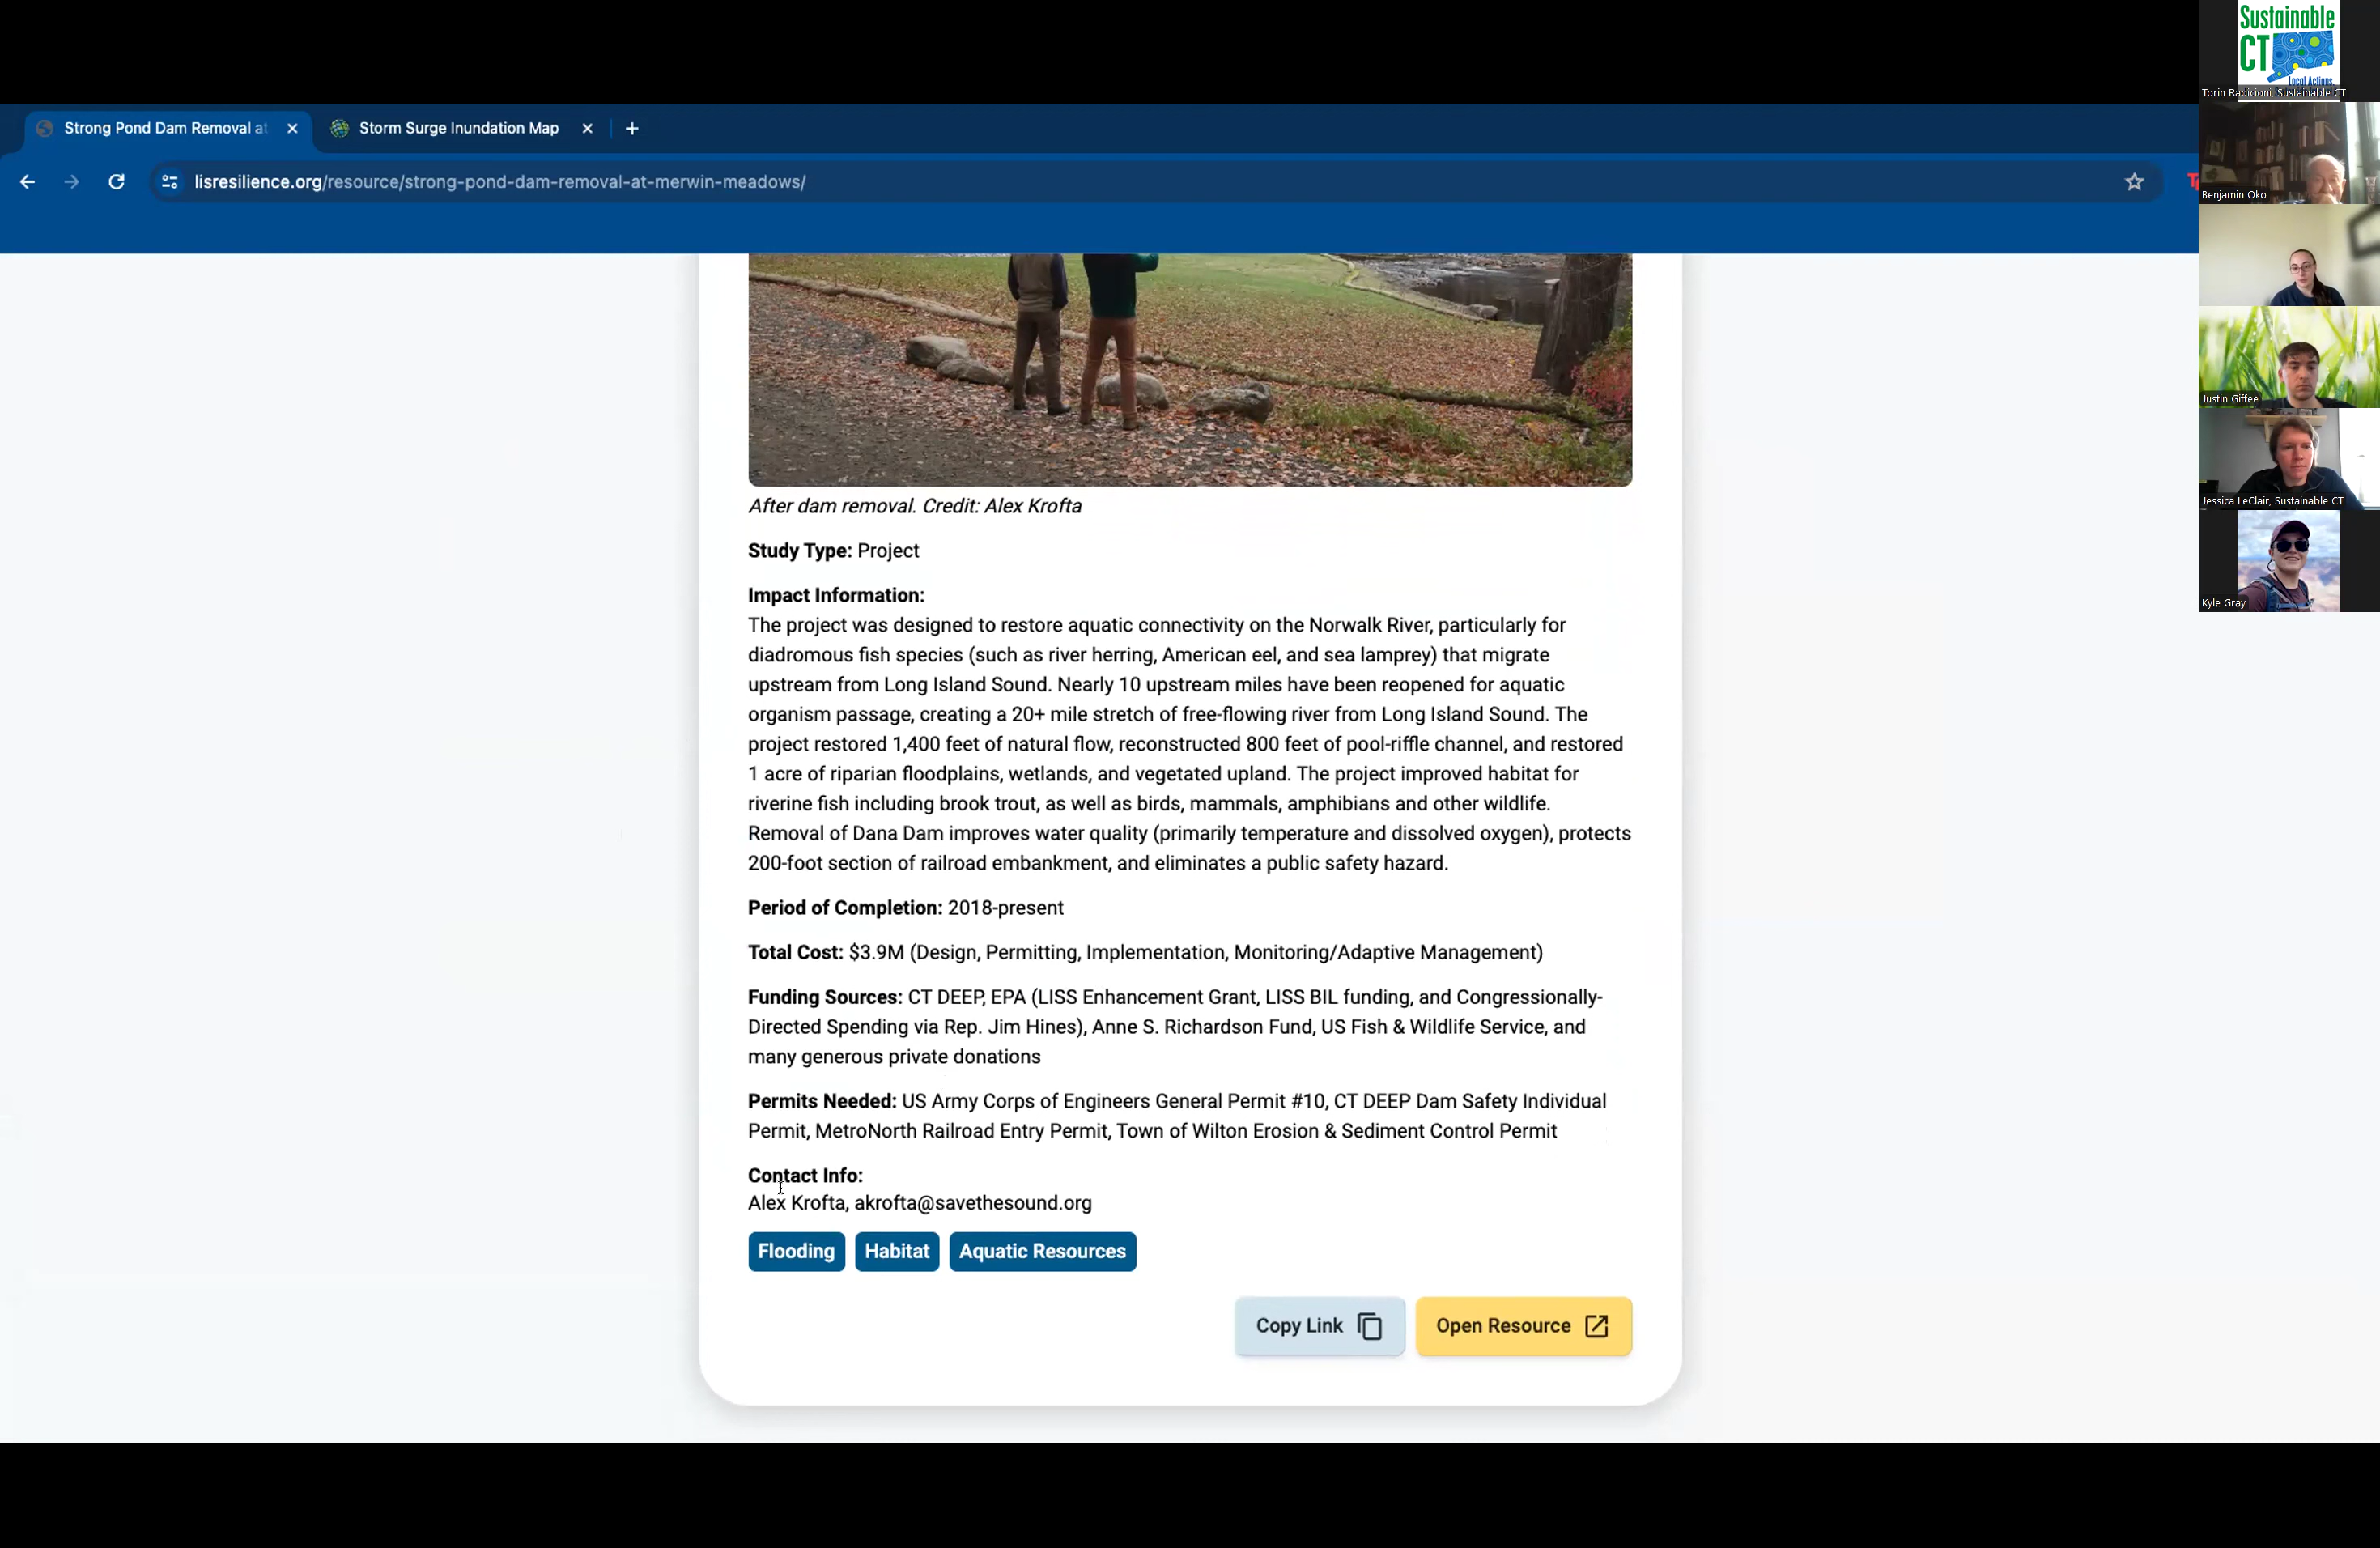 Strong Pond Dam Removal at
Storm Surge Inundation Map
lisresilience.org/resource/strong-pond-dam-removal-at-merwin-meadows/
After dam removal. Credit: Alex Krofta
Study Type: Project
Impact Information:
The project was designed to restore aquatic connectivity on the Norwalk River, particularly for
diadromous fish species (such as river herring, American eel, and sea lamprey) that migrate
upstream from Long Island Sound. Nearly 10 upstream miles have been reopened for aquatic
organism passage, creating a 20+ mile stretch of free-flowing river from Long Island Sound. The
project restored 1,400 feet of natural flow, reconstructed 800 feet of pool-riffle channel, and restored
1 acre of riparian floodplains, wetlands, and vegetated upland. The project improved habitat for
riverine fish including brook trout, as well as birds, mammals, amphibians and other wildlife.
Removal of Dana Dam improves water quality (primarily temperature and dissolved oxygen), protects
200-foot section of railroad embankment, and eliminates a public safety hazard.
Period of Completion: 2018-present
Total Cost: $3.9M (Design, Permitting, Implementation, Monitoring/Adaptive Management)
Funding Sources: CT DEEP, EPA (LISS Enhancement Grant, LISS BIL funding, and Congressionally-
Directed Spending via Rep. Jim Hines), Anne S. Richardson Fund, US Fish & Wildlife Service, and
many generous private donations
Permits Needed: US Army Corps of Engineers General Permit #10, CT DEEP Dam Safety Individual
Permit, MetroNorth Railroad Entry Permit, Town of Wilton Erosion & Sediment Control Permit
Contact Info:
Alex Krofta, akrofta@savethesound.org
Flooding Habitat Aquatic Resources
Copy Link Open Resource
Sustainable
CT
Local Actions
Torin Radicioni, Sustainable CT
Benjamin Oko
Justin Giffee
Jessica LeClair, Sustainable CT
Kyle Gray